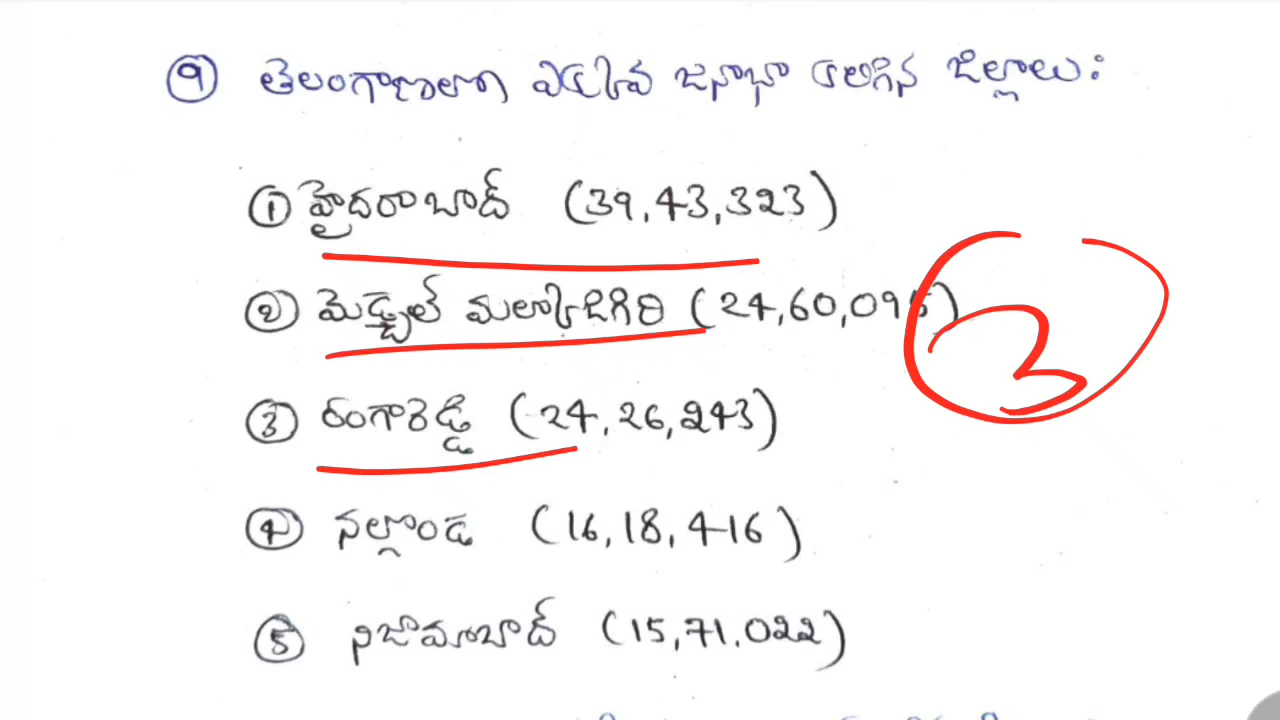 9 తెలంగాణలో ఎక్కువ జనాభా కలిగిన జిల్లాలు:
1 హైదరాబాద్ (39,43,323)
2 మేడ్చల్ మల్కాజిగిరి (24,60,095)
3 రంగారెడ్డి (24,26,243)
3
4 నల్గొండ (16,18,416)
5 నిజామాబాద్ (15,71,022)